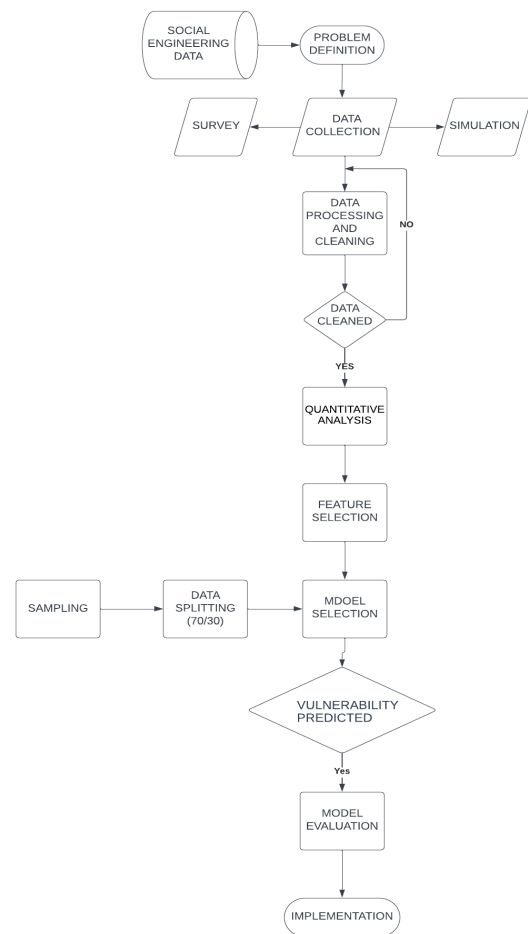 SOCIAL
ENGINEERING
DATA
PROBLEM
DEFINITION
SURVEY
DATA
COLLECTION
SIMULATION
DATA
PROCESSING
AND
CLEANING
NO
DATA
CLEANED
YES
QUANTITATIVE
ANALYSIS
FEATURE
SELECTION
SAMPLING
DATA
SPLITTING
(70/30)
MDOEL
SELECTION
VULNERABILITY
PREDICTED
Yes
MODEL
EVALUATION
IMPLEMENTATION